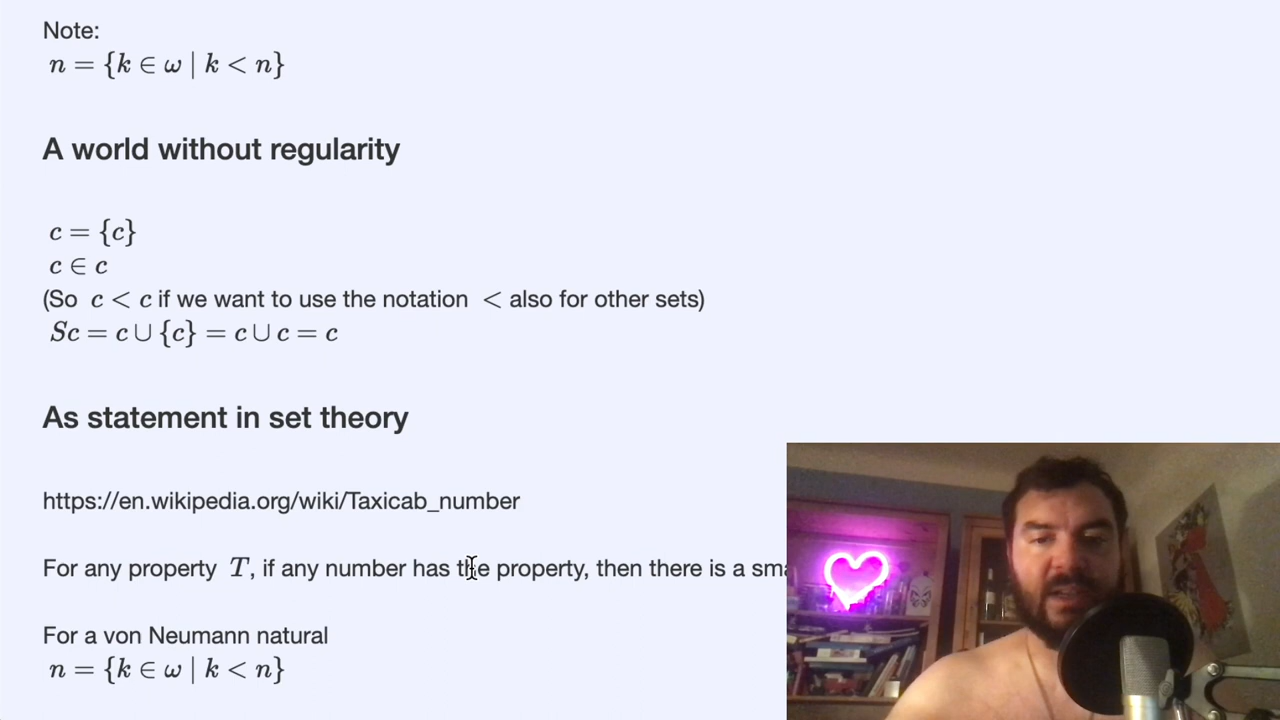 Note:
n = {k ∈ ω | k < n}
A world without regularity
c = {c}
c ∈ c
(So c < c if we want to use the notation < also for other sets)
Sc = c ∪ {c} = c ∪ c = c
As statement in set theory
https://en.wikipedia.org/wiki/Taxicab_number
For any property T, if any number has the property, then there is a
For a von Neumann natural
n = {k ∈ ω | k < n}